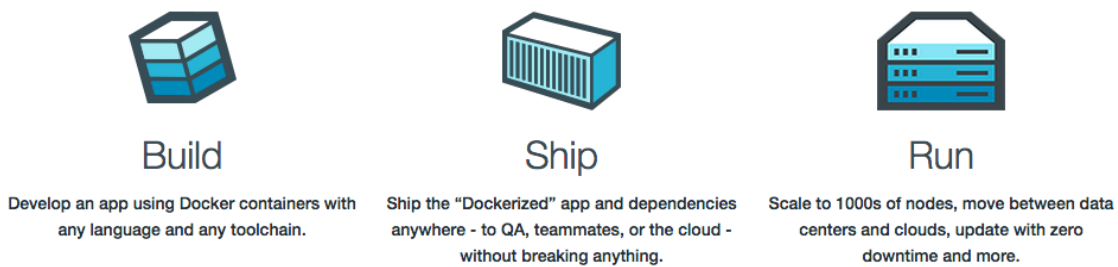 Build
Develop an app using Docker containers with
any language and any toolchain.
Ship
Ship the “Dockerized” app and dependencies
anywhere - to QA, teammates, or the cloud -
without breaking anything.
Run
Scale to 1000s of nodes, move between data
centers and clouds, update with zero
downtime and more.